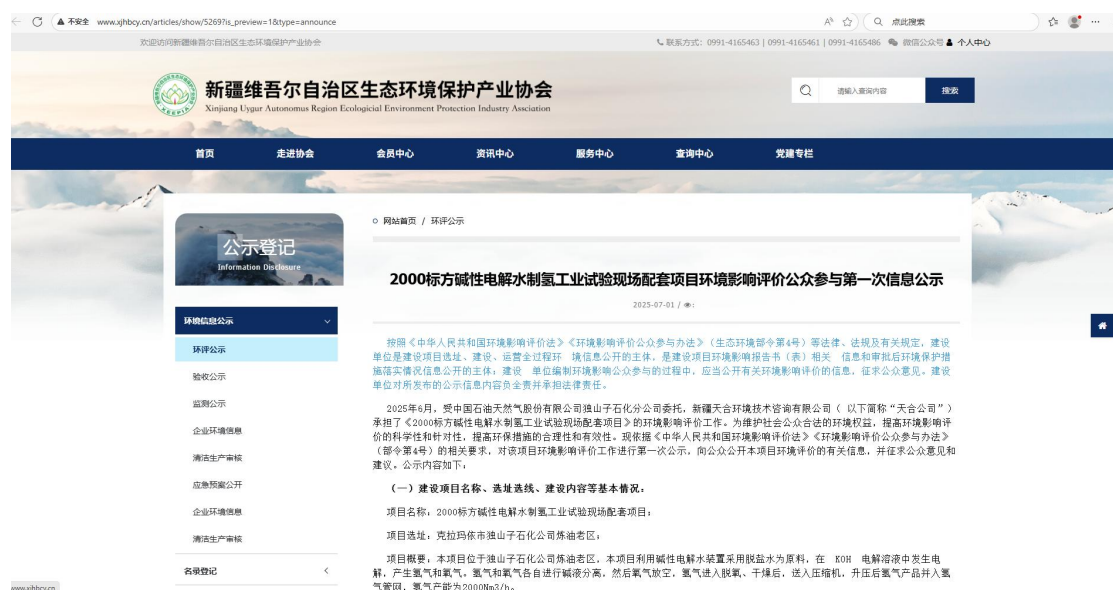 不安全 www.xjhbcy.cn/articles/show/5269?is_preview=1&type=announce
点此搜索
欢迎访问新疆维吾尔自治区生态环境保护产业协会
联系方式: 0991-4165463 | 0991-4165461 | 0991-4165486 微信公众号 个人中心
新疆维吾尔自治区生态环境保护产业协会
Xinjiang Uygur Autonomus Region Ecologicial Environment Protection Industry Assciation
请输入查询内容
搜索
首页 走进协会 会员中心 资讯中心 服务中心 查询中心 党建专栏
公示登记
Information Disclosure
环境信息公示
环评公示
验收公示
监测公示
企业环境信息
清洁生产审核
应急预案公开
企业环境信息
清洁生产审核
名录登记
网站首页 / 环评公示
2000标方碱性电解水制氢工业试验现场配套项目环境影响评价公众参与第一次信息公示
2025-07-01 / :
按照《中华人民共和国环境影响评价法》《环境影响评价公众参与办法》(生态环境部令第4号)等法律、法规及有关规定,建设
单位是建设项目选址、建设、运营全过程环 境信息公开的主体,是建设项目环境影响报告书(表)相关 信息和审批后环境保护措
施落实情况信息公开的主体;建设 单位编制环境影响公众参与的过程中,应当公开有关环境影响评价的信息,征求公众意见。建设
单位对所发布的公示信息内容负全责并承担法律责任。
2025年6月,受中国石油天然气股份有限公司独山子石化分公司委托,新疆天合环境技术咨询有限公司( 以下简称“天合公司”)
承担了《2000标方碱性电解水制氢工业试验现场配套项目》的环境影响评价工作。为维护社会公众合法的环境权益,提高环境影响评
价的科学性和针对性,提高环保措施的合理性和有效性。现依据《中华人民共和国环境影响评价法》《环境影响评价公众参与办法》
(部令第4号)的相关要求,对该项目环境影响评价工作进行第一次公示,向公众公开本项目环境评价的有关信息,并征求公众意见和
建议。公示内容如下:
(一)建设项目名称、选址选线、建设内容等基本情况:
项目名称:2000标方碱性电解水制氢工业试验现场配套项目;
项目选址:克拉玛依市独山子石化公司炼油老区;
项目概要:本项目位于独山子石化公司炼油老区,本项目利用碱性电解水装置采用脱盐水为原料,在 KOH 电解溶液中发生电
解,产生氢气和氧气。氢气和氧气各自进行碱液分离,然后氧气放空,氢气进入脱氧、干燥后,送入压缩机,升压后氢气产品并入氢
气管网,氢气产能为2000Nm3/h。
www.xjhbcy.cn